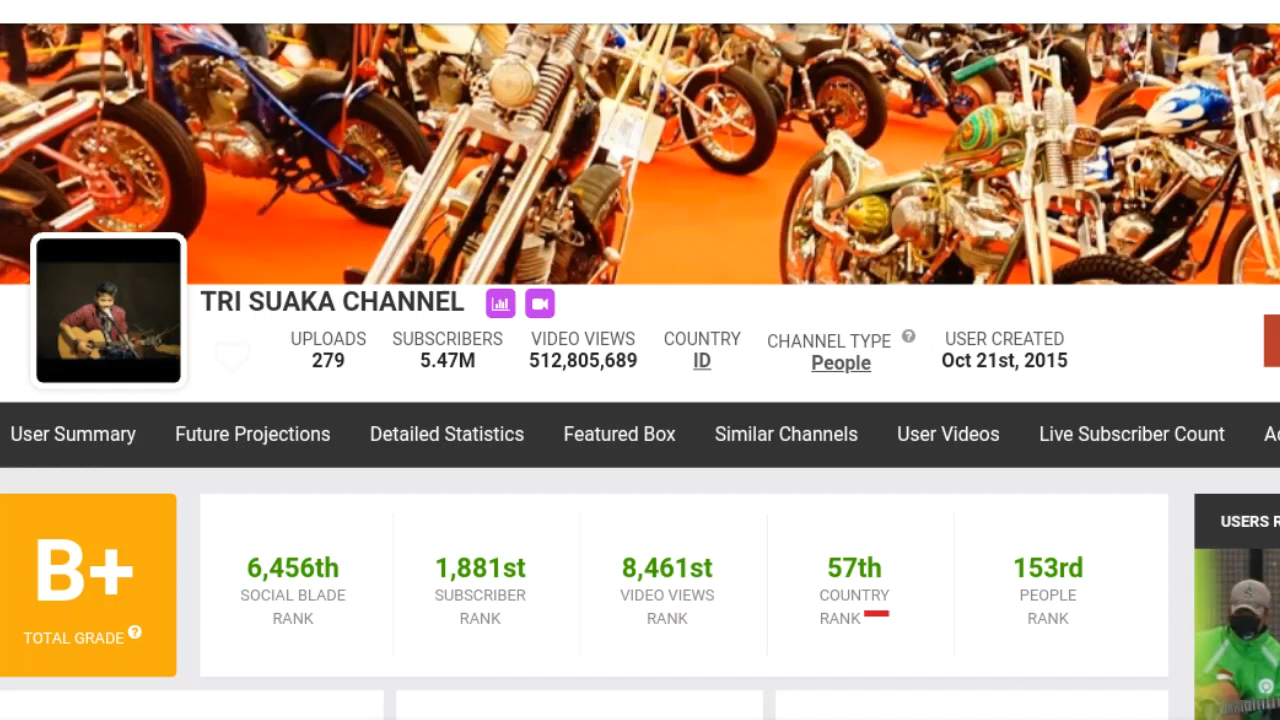 TRI SUAKA CHANNEL
UPLOADS SUBSCRIBERS VIDEO VIEWS COUNTRY CHANNEL TYPE ? USER CREATED
279 5.47M 512,805,689 ID People Oct 21st, 2015
User Summary Future Projections Detailed Statistics Featured Box Similar Channels User Videos Live Subscriber Count
B+
TOTAL GRADE ?
6,456th
SOCIAL BLADE
RANK
1,881st
SUBSCRIBER
RANK
8,461st
VIDEO VIEWS
RANK
57th
COUNTRY
RANK
153rd
PEOPLE
RANK
USERS